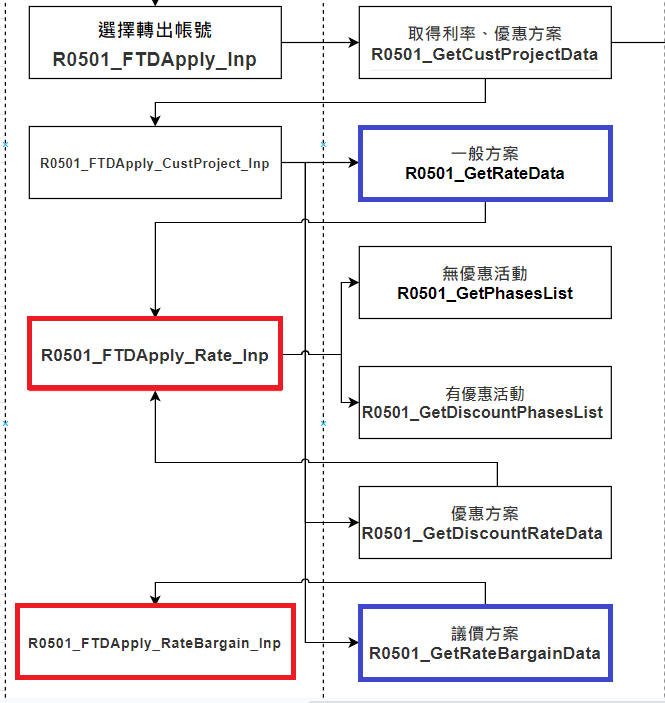 選擇轉出帳號
R0501_FTDApply_Inp
取得利率、優惠方案
R0501_GetCustProjectData
R0501_FTDApply_CustProject_Inp
一般方案
R0501_GetRateData
無優惠活動
R0501_GetPhasesList
R0501_FTDApply_Rate_Inp
有優惠活動
R0501_GetDiscountPhasesList
優惠方案
R0501_GetDiscountRateData
R0501_FTDApply_RateBargain_Inp
議價方案
R0501_GetRateBargainData